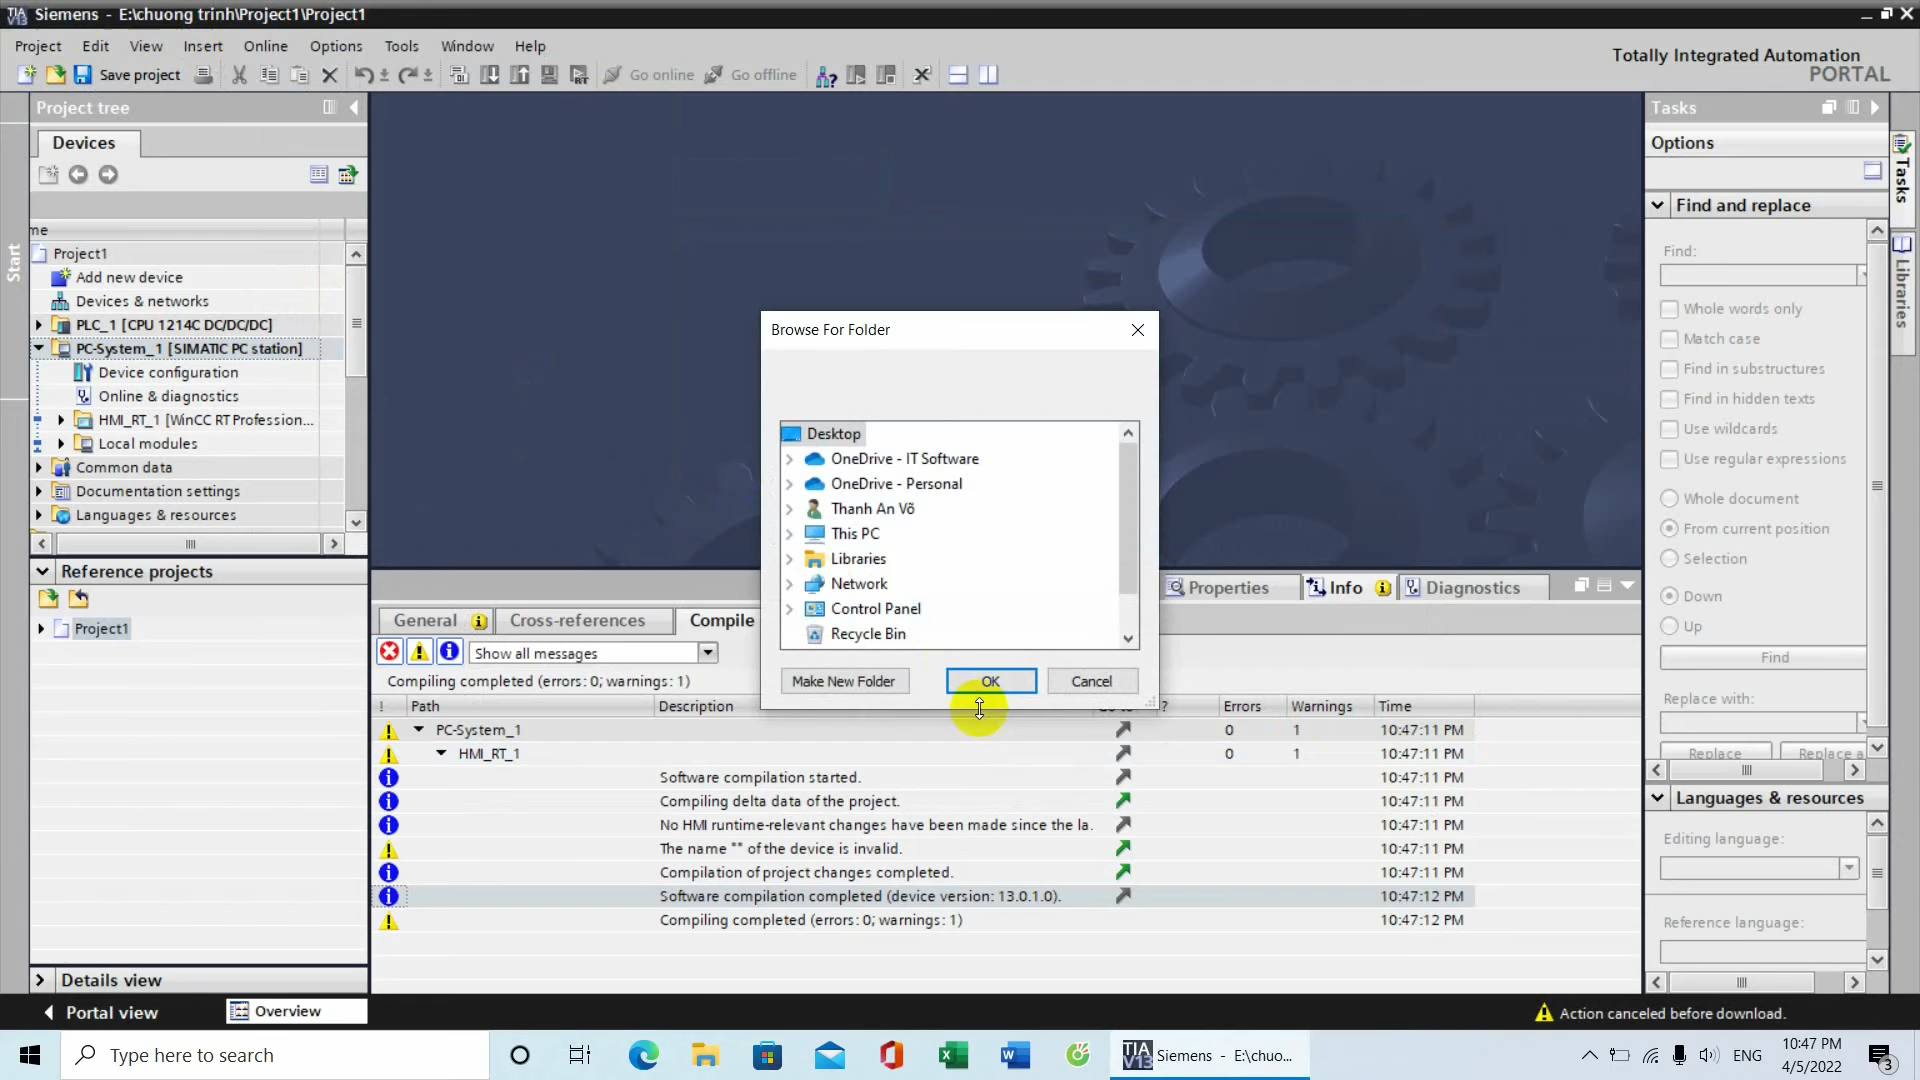 Siemens - E:\chuong trinh\Project1\Project1
Project Edit View Insert Online Options Tools Window Help
Totally Integrated Automation
PORTAL
Save project Go online Go offline
Project tree
Tasks
Devices
Options
Start
Tasks
Libraries
me
Project1
Add new device
Devices & networks
PLC_1 [CPU 1214C DC/DC/DC]
PC-System_1 [SIMATIC PC station]
Device configuration
Online & diagnostics
HMI_RT_1 [WinCC RT Profession...
Local modules
Common data
Documentation settings
Languages & resources
Reference projects
Project1
Details view
Find and replace
Find:
Whole words only
Match case
Find in substructures
Find in hidden texts
Use wildcards
Use regular expressions
Whole document
From current position
Selection
Down
Up
Find
Replace with:
Replace Replace a
Languages & resources
Editing language:
Reference language:
Browse For Folder
Desktop
OneDrive - IT Software
OneDrive - Personal
Thanh An Võ
This PC
Libraries
Network
Control Panel
Recycle Bin
Make New Folder OK Cancel
Properties Info Diagnostics
General Cross-references Compile
Show all messages
Compiling completed (errors: 0; warnings: 1)
! Path Description ? Errors Warnings Time
PC-System_1 0 1 10:47:11 PM
HMI_RT_1 0 1 10:47:11 PM
Software compilation started. 10:47:11 PM
Compiling delta data of the project. 10:47:11 PM
No HMI runtime-relevant changes have been made since the la. 10:47:11 PM
The name "" of the device is invalid. 10:47:11 PM
Compilation of project changes completed. 10:47:11 PM
Software compilation completed (device version: 13.0.1.0). 10:47:12 PM
Compiling completed (errors: 0; warnings: 1) 10:47:12 PM
Portal view Overview
Action canceled before download.
Type here to search
Siemens - E:\chuo...
ENG
10:47 PM
4/5/2022
3